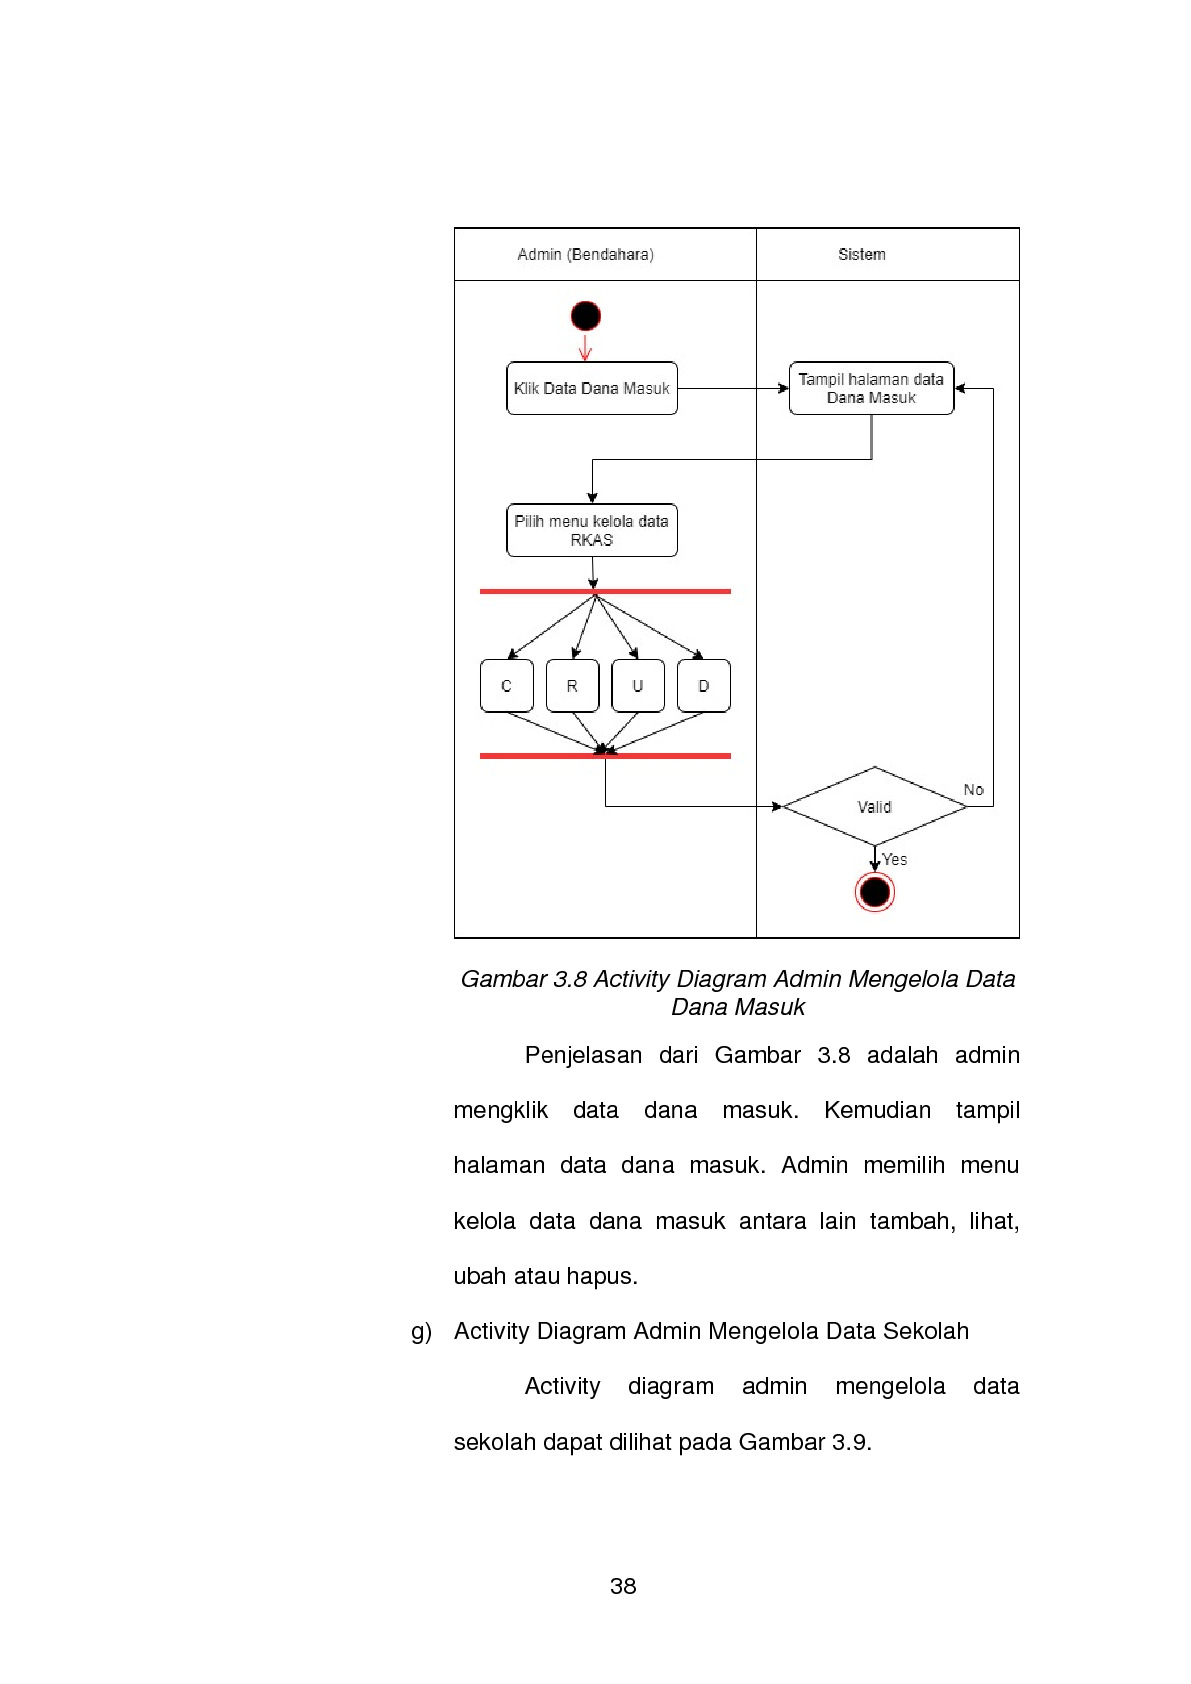 Admin (Bendahara)
Sistem
Klik Data Dana Masuk
Tampil halaman data
Dana Masuk
Pilih menu kelola data
RKAS
C
R
U
D
Valid
No
Yes
Gambar 3.8 Activity Diagram Admin Mengelola Data
Dana Masuk
Penjelasan dari Gambar 3.8 adalah admin
mengklik data dana masuk. Kemudian tampil
halaman data dana masuk. Admin memilih menu
kelola data dana masuk antara lain tambah, lihat,
ubah atau hapus.
g) Activity Diagram Admin Mengelola Data Sekolah
Activity diagram admin mengelola data
sekolah dapat dilihat pada Gambar 3.9.
38